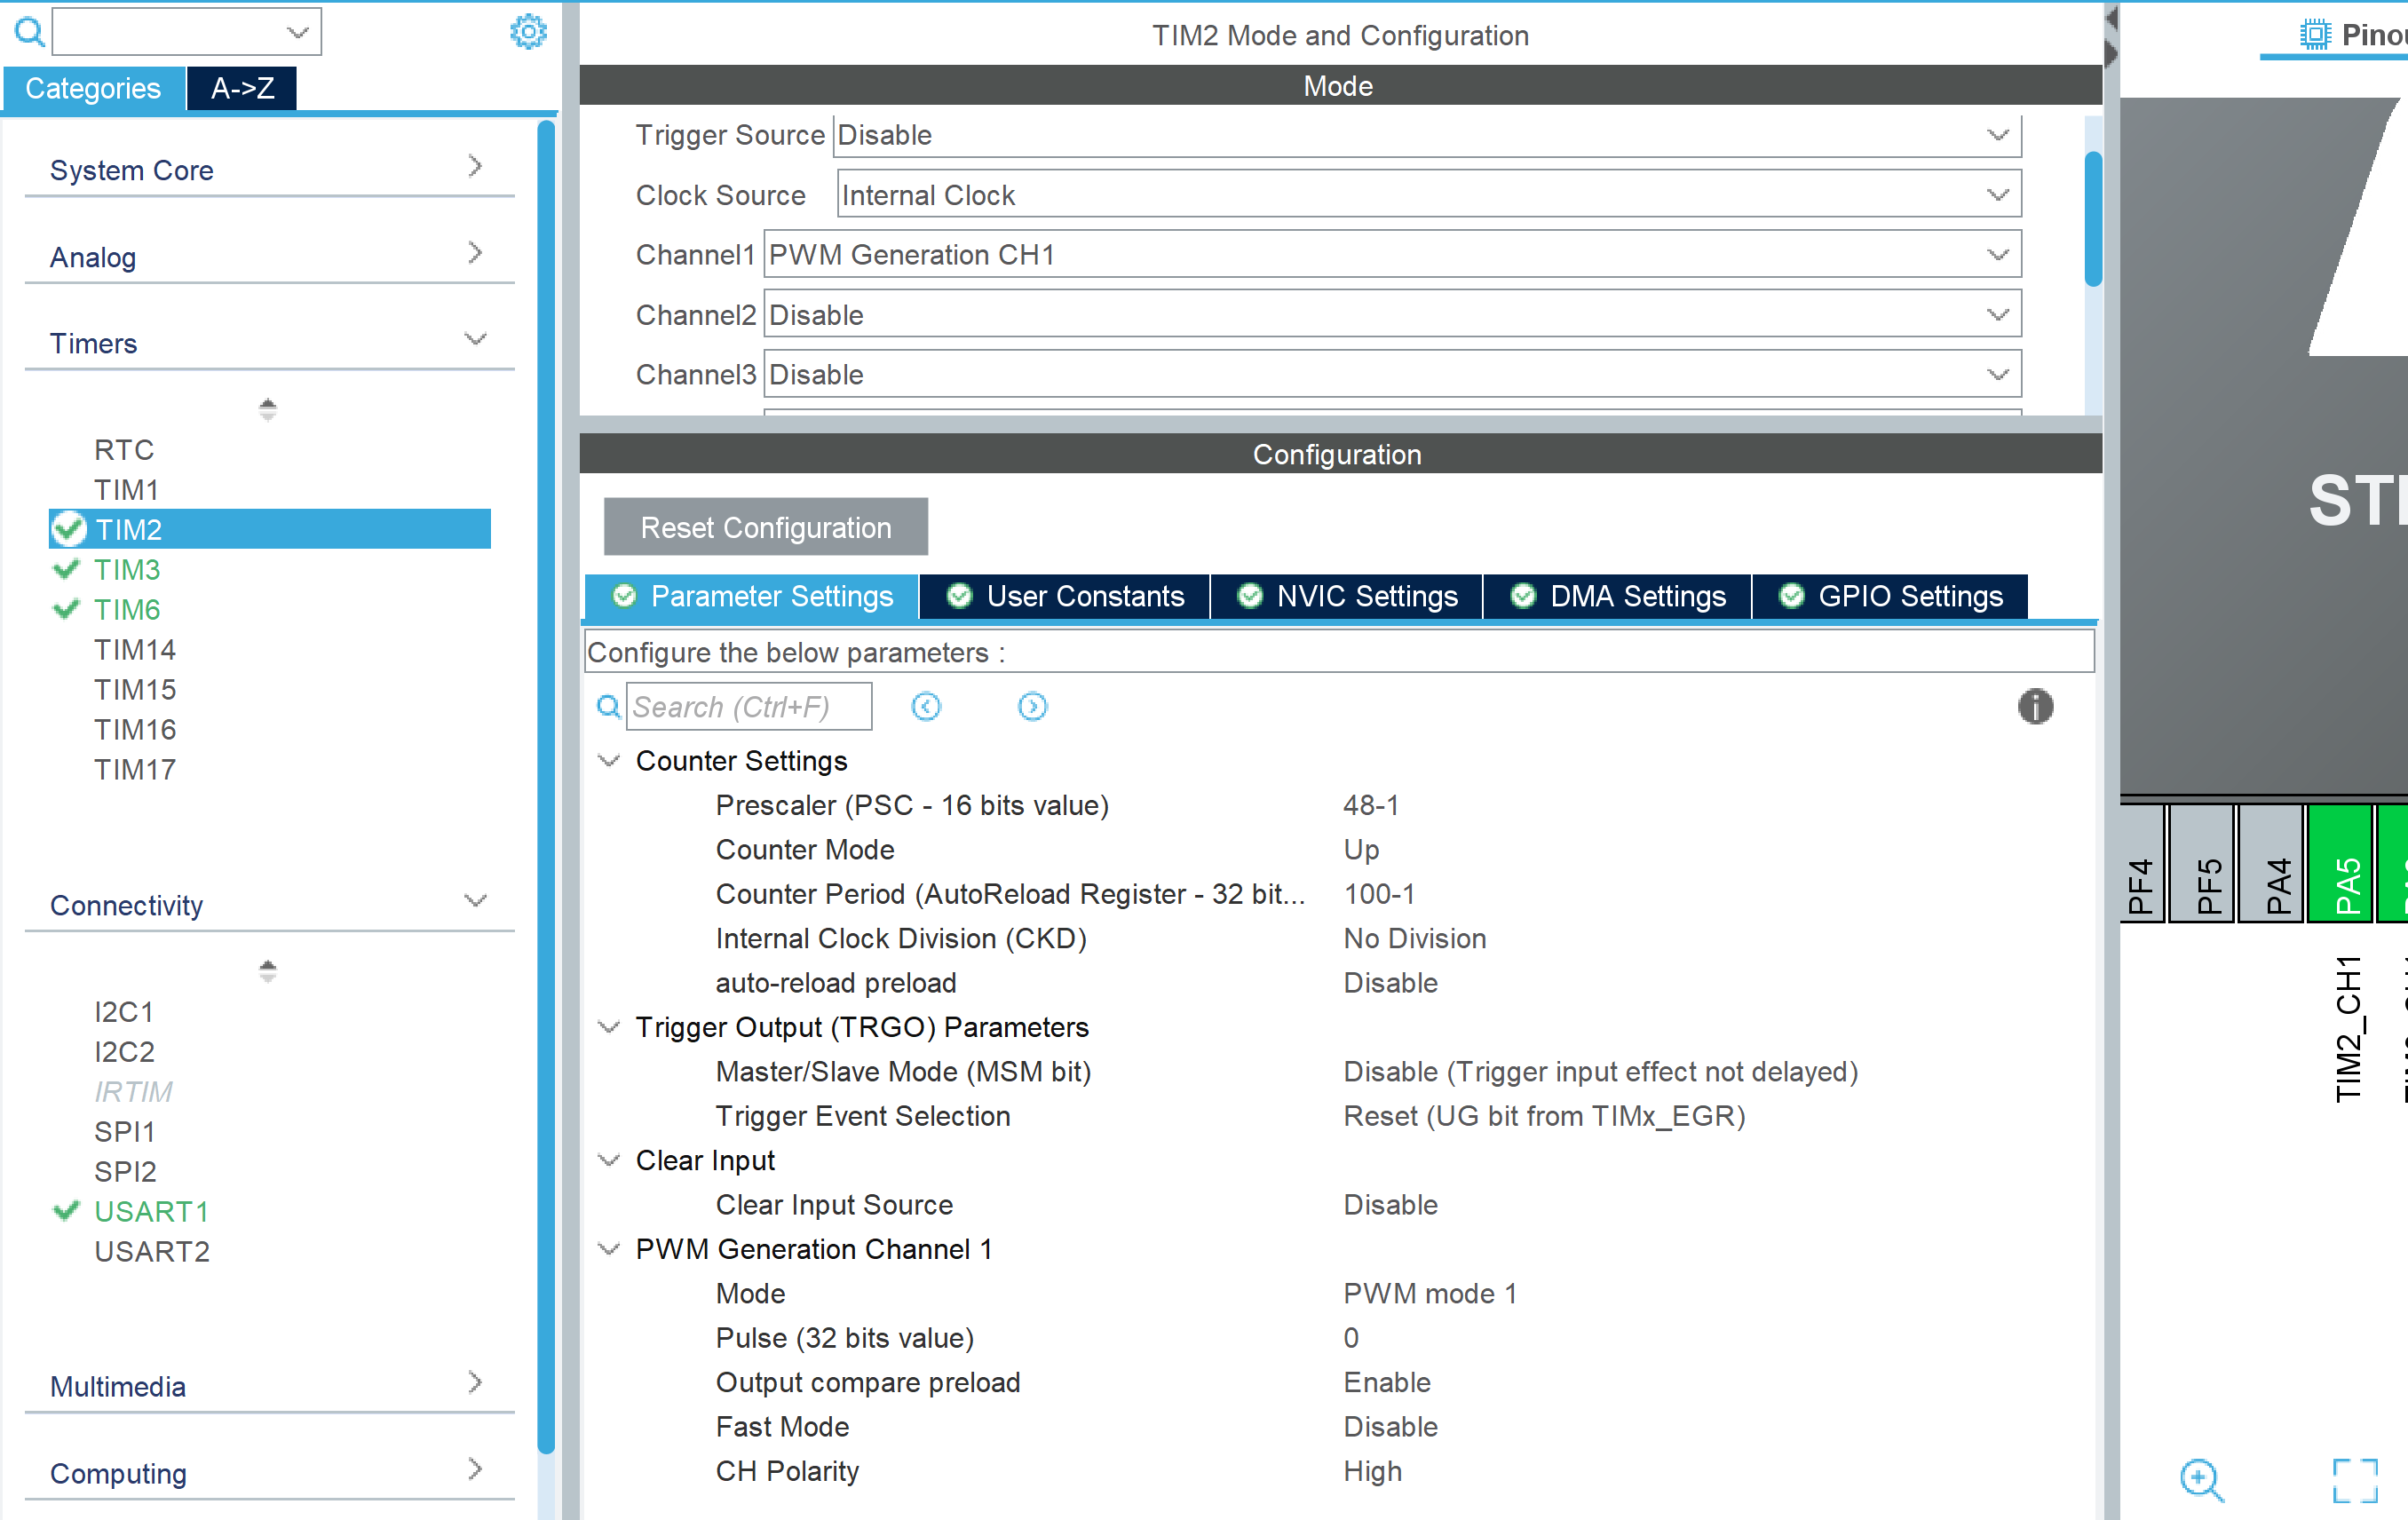 Categories
A->Z
System Core
Analog
Timers
RTC
TIM1
TIM2
TIM3
TIM6
TIM14
TIM15
TIM16
TIM17
Connectivity
I2C1
I2C2
IRTIM
SPI1
SPI2
USART1
USART2
Multimedia
Computing
TIM2 Mode and Configuration
Mode
Trigger Source Disable
Clock Source Internal Clock
Channel1 PWM Generation CH1
Channel2 Disable
Channel3 Disable
Configuration
Reset Configuration
Parameter Settings
User Constants
NVIC Settings
DMA Settings
GPIO Settings
Configure the below parameters :
Search (Ctrl+F)
Counter Settings
Prescaler (PSC - 16 bits value) 48-1
Counter Mode Up
Counter Period (AutoReload Register - 32 bit... 100-1
Internal Clock Division (CKD) No Division
auto-reload preload Disable
Trigger Output (TRGO) Parameters
Master/Slave Mode (MSM bit) Disable (Trigger input effect not delayed)
Trigger Event Selection Reset (UG bit from TIMx_EGR)
Clear Input
Clear Input Source Disable
PWM Generation Channel 1
Mode PWM mode 1
Pulse (32 bits value) 0
Output compare preload Enable
Fast Mode Disable
CH Polarity High
PF4
PF5
PA4
PA5
TIM2_CH1